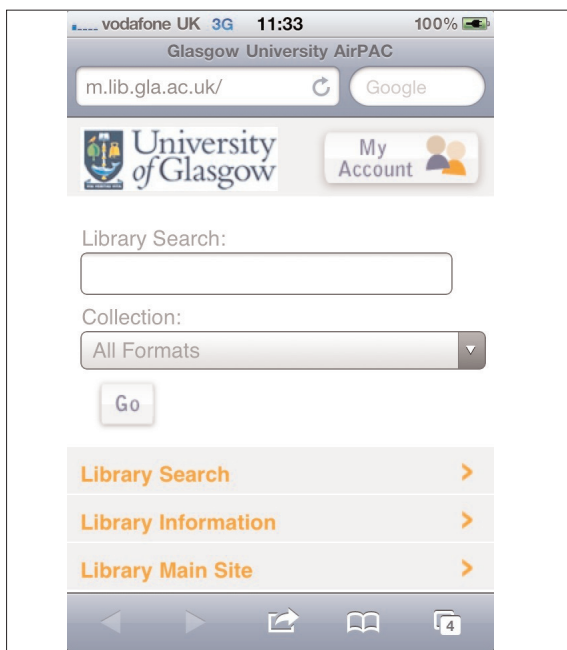 vodafone UK 3G 11:33 100%
Glasgow University AirPAC
m.lib.gla.ac.uk/ Google
University
of Glasgow
My
Account
Library Search:
Collection:
All Formats
Go
Library Search
Library Information
Library Main Site
4